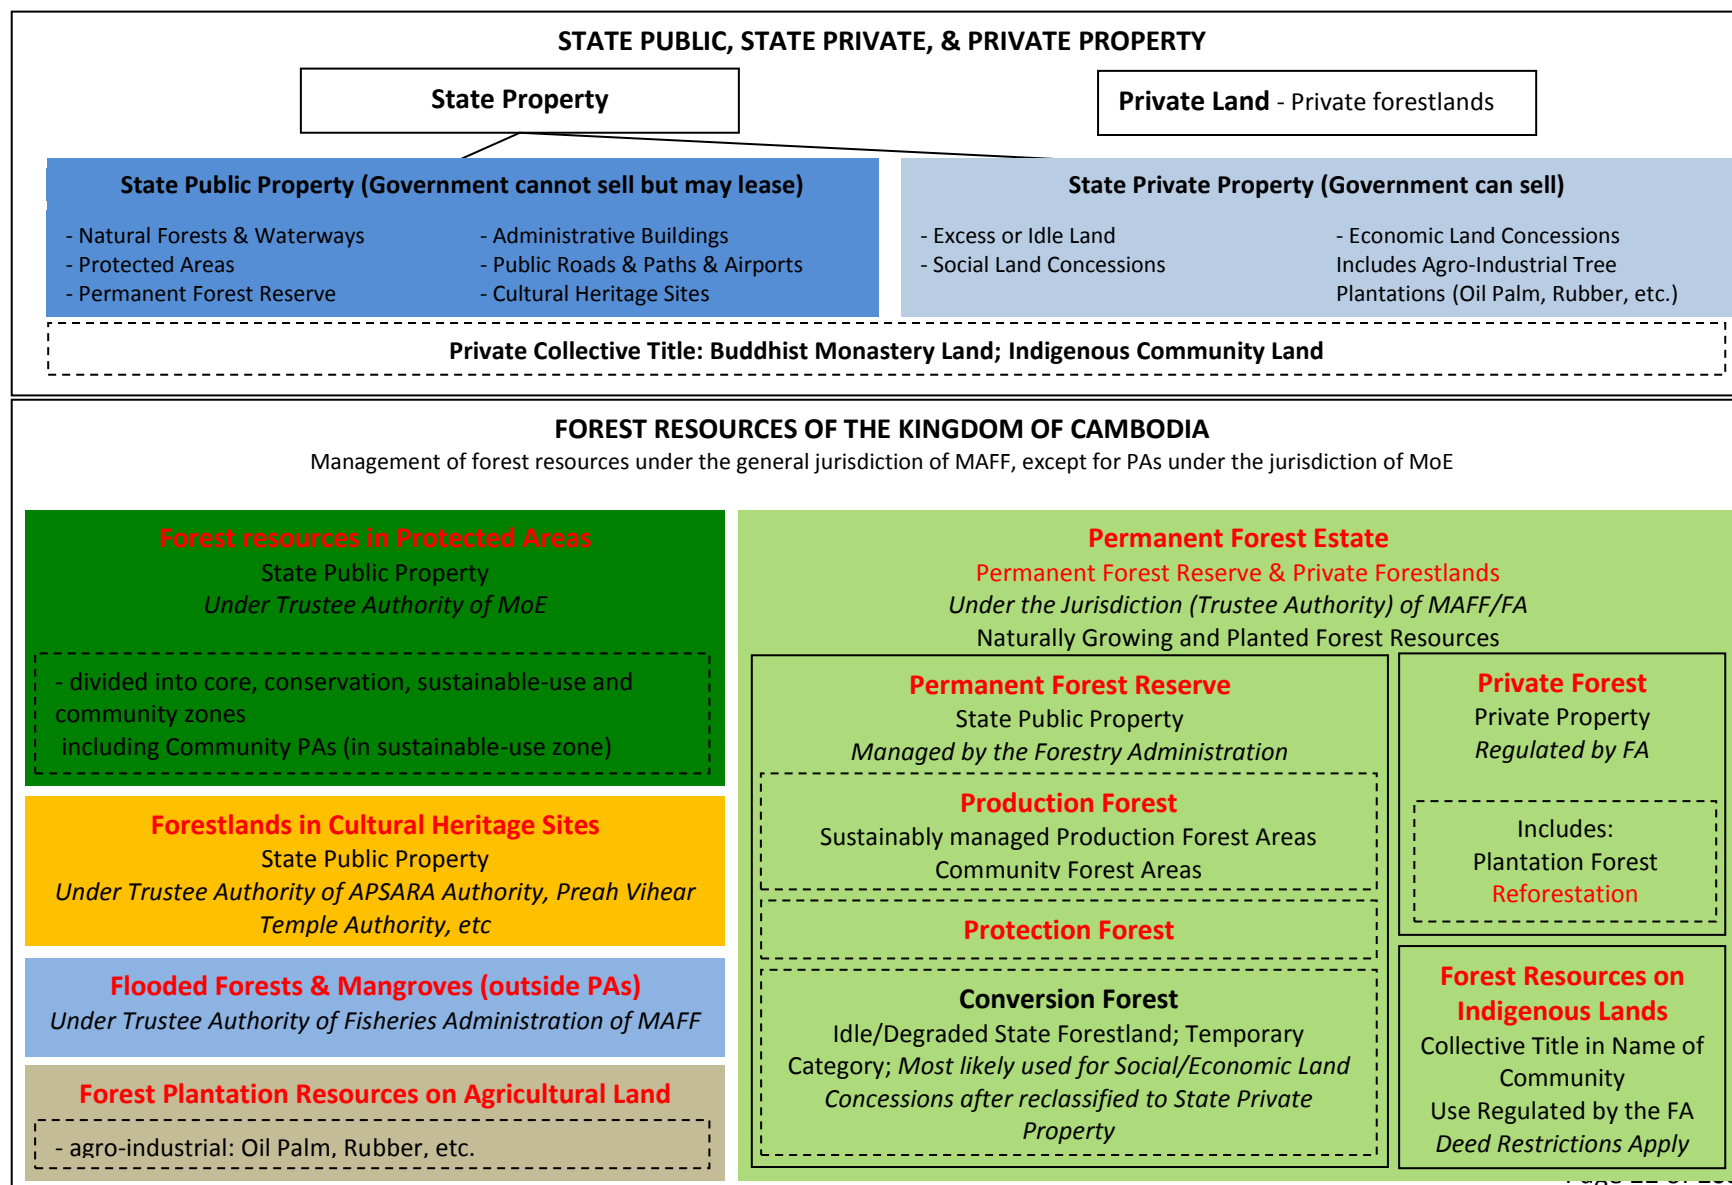 STATE PUBLIC, STATE PRIVATE, & PRIVATE PROPERTY
State Property
Private Land - Private forestlands
State Public Property (Government cannot sell but may lease)
- Natural Forests & Waterways
- Protected Areas
- Permanent Forest Reserve
- Administrative Buildings
- Public Roads & Paths & Airports
- Cultural Heritage Sites
State Private Property (Government can sell)
- Excess or Idle Land
- Social Land Concessions
- Economic Land Concessions
Includes Agro-Industrial Tree
Plantations (Oil Palm, Rubber, etc.)
Private Collective Title: Buddhist Monastery Land; Indigenous Community Land
FOREST RESOURCES OF THE KINGDOM OF CAMBODIA
Management of forest resources under the general jurisdiction of MAFF, except for PAs under the jurisdiction of MoE
Forest resources in Protected Areas
State Public Property
Under Trustee Authority of MoE
- divided into core, conservation, sustainable-use and
community zones
including Community PAs (in sustainable-use zone)
Forestlands in Cultural Heritage Sites
State Public Property
Under Trustee Authority of APSARA Authority, Preah Vihear
Temple Authority, etc
Flooded Forests & Mangroves (outside PAs)
Under Trustee Authority of Fisheries Administration of MAFF
Forest Plantation Resources on Agricultural Land
- agro-industrial: Oil Palm, Rubber, etc.
Permanent Forest Estate
Permanent Forest Reserve & Private Forestlands
Under the Jurisdiction (Trustee Authority) of MAFF/FA
Naturally Growing and Planted Forest Resources
Permanent Forest Reserve
State Public Property
Managed by the Forestry Administration
Production Forest
Sustainably managed Production Forest Areas
Community Forest Areas
Protection Forest
Conversion Forest
Idle/Degraded State Forestland; Temporary
Category; Most likely used for Social/Economic Land
Concessions after reclassified to State Private
Property
Private Forest
Private Property
Regulated by FA
Includes:
Plantation Forest
Reforestation
Forest Resources on
Indigenous Lands
Collective Title in Name of
Community
Use Regulated by the FA
Deed Restrictions Apply